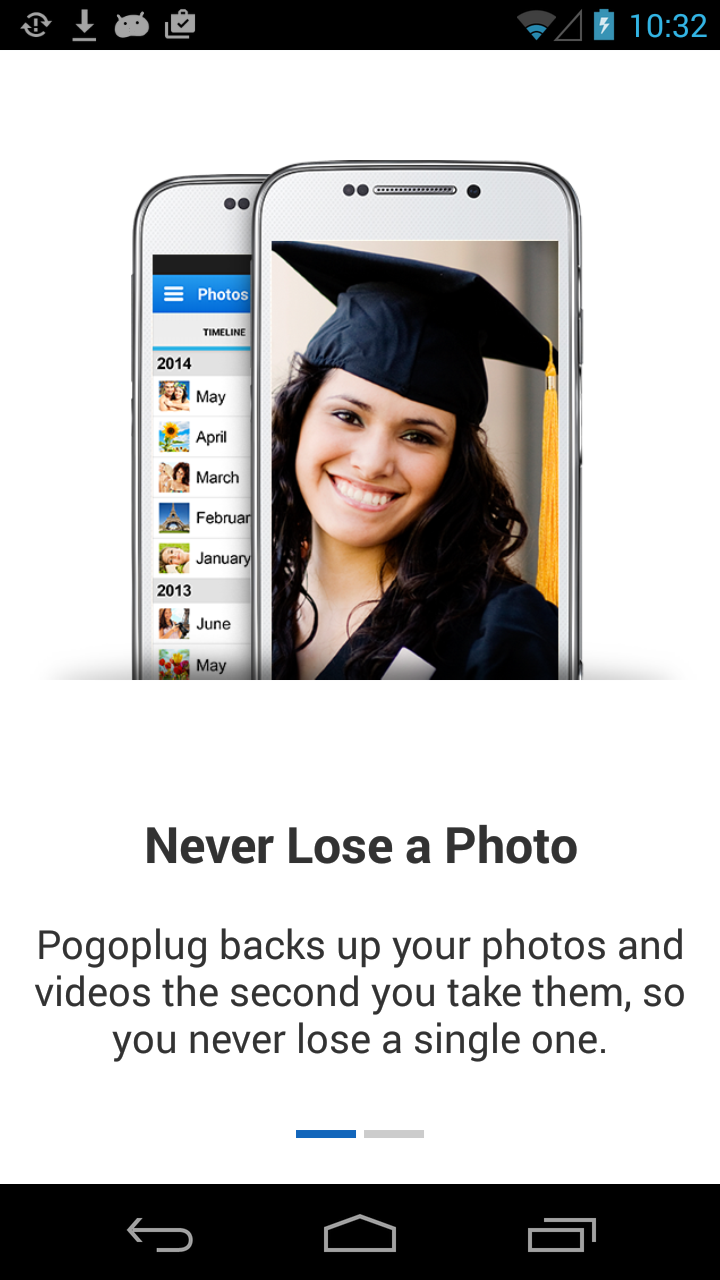 10:32
Photos
TIMELINE
2014
May
April
March
Februar
January
2013
June
May
Never Lose a Photo
Pogoplug backs up your photos and
videos the second you take them, so
you never lose a single one.